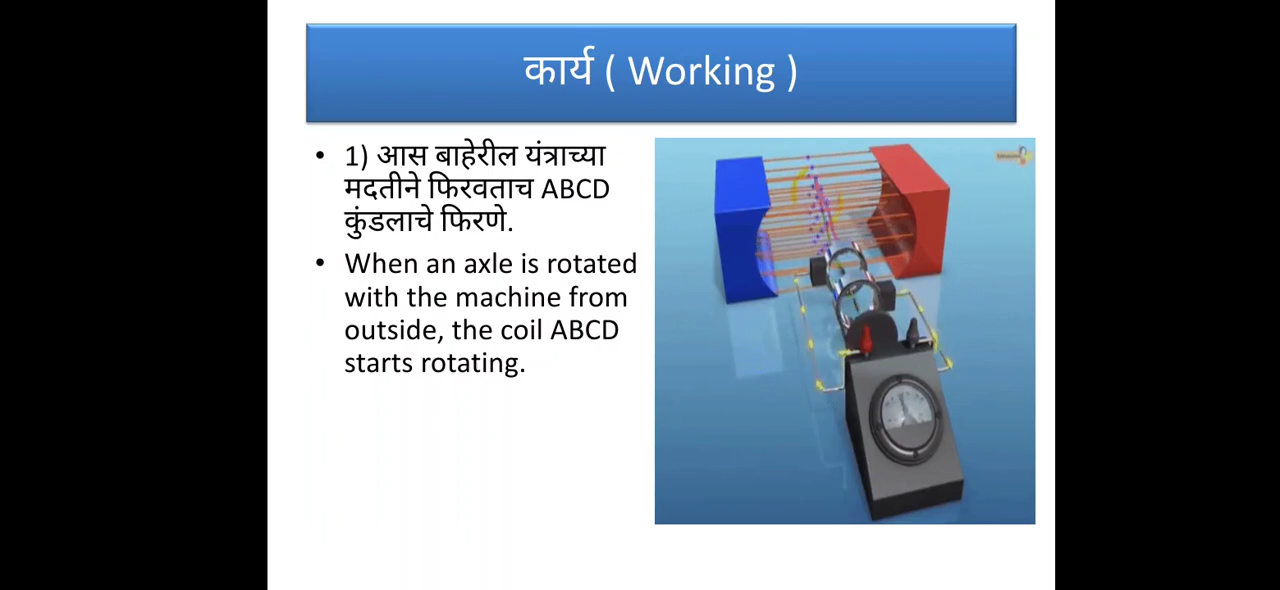 कार्य ( Working )
• 1) आस बाहेरील यंत्राच्या
मदतीने फिरवताच ABCD
कुंडलाचे फिरणे.
• When an axle is rotated
with the machine from
outside, the coil ABCD
starts rotating.